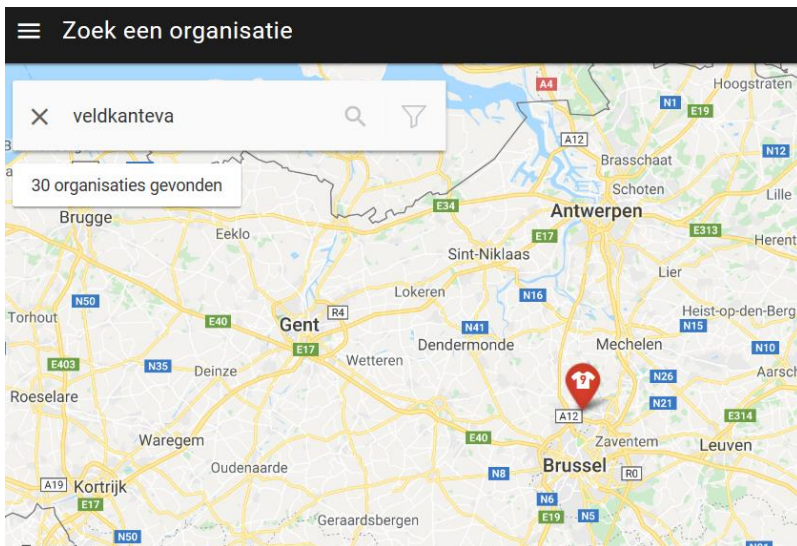 Zoek een organisatie
A4
Hoogstraten
N1
E19
veldkanteva
A12
Brasschaat
N12
30 organisaties gevonden
Schoten
Lille
E34
Antwerpen
Brugge
Eeklo
E17
E313
Herent
Sint-Niklaas
Lier
Lokeren
N16
N50
Torhout
E40
R4
Gent
Heist-op-den-Berg
N15
N41
Dendermonde
Mechelen
E17
Wetteren
N10
E403
N35
Deinze
9
N26
Aarsch
Roeselare
N21
A12
E314
Waregem
E40
Zaventem
Leuven
Oudenaarde
Brussel
N8
R0
A19
Kortrijk
E17
N6
Geraardsbergen
E19
N5
N50